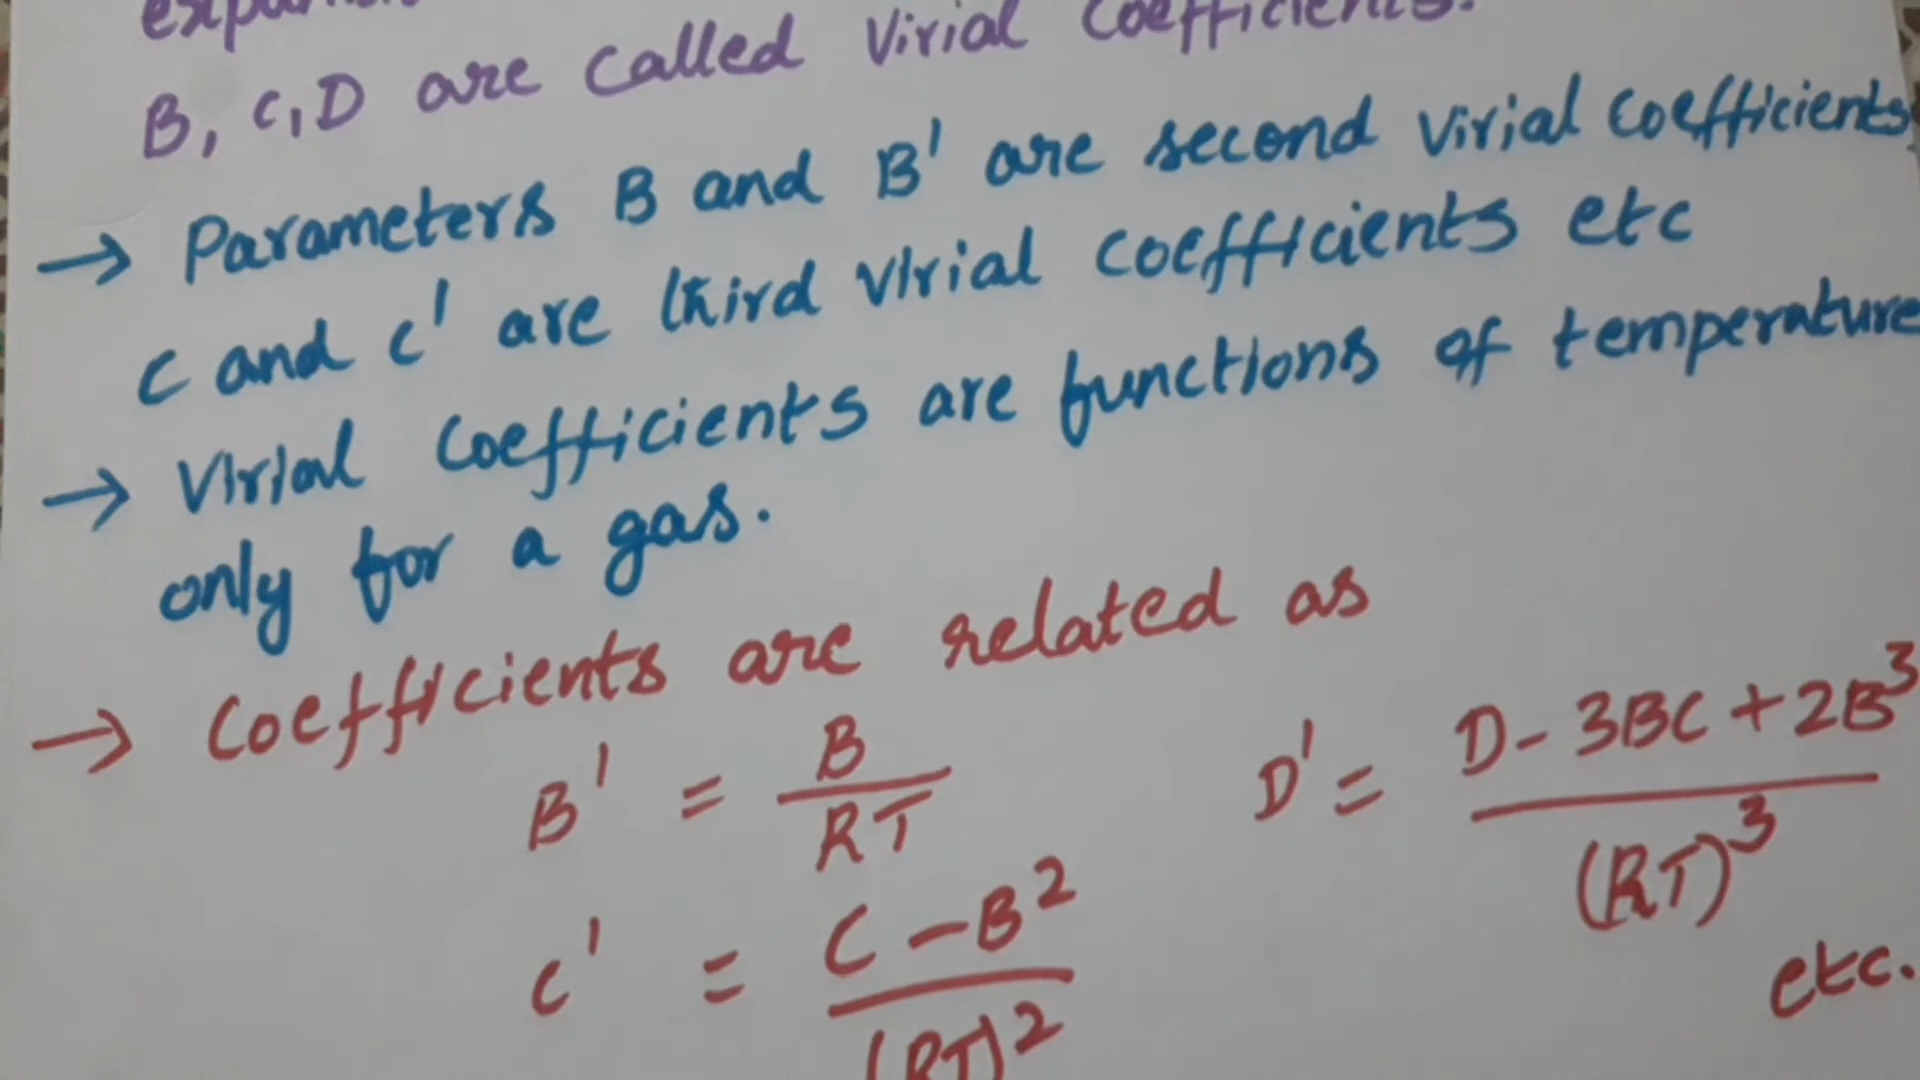 B, C, D are called Virial Coefficients.
→ Parameters B and B' are second virial coefficients
C and C' are third virial coefficients etc
→ Virial coefficients are functions of temperature
only for a gas.
→ Coefficients are related as
B' = B/RT D' = D - 3BC + 2B³/(RT)³
C' = C - B²/(RT)² etc.